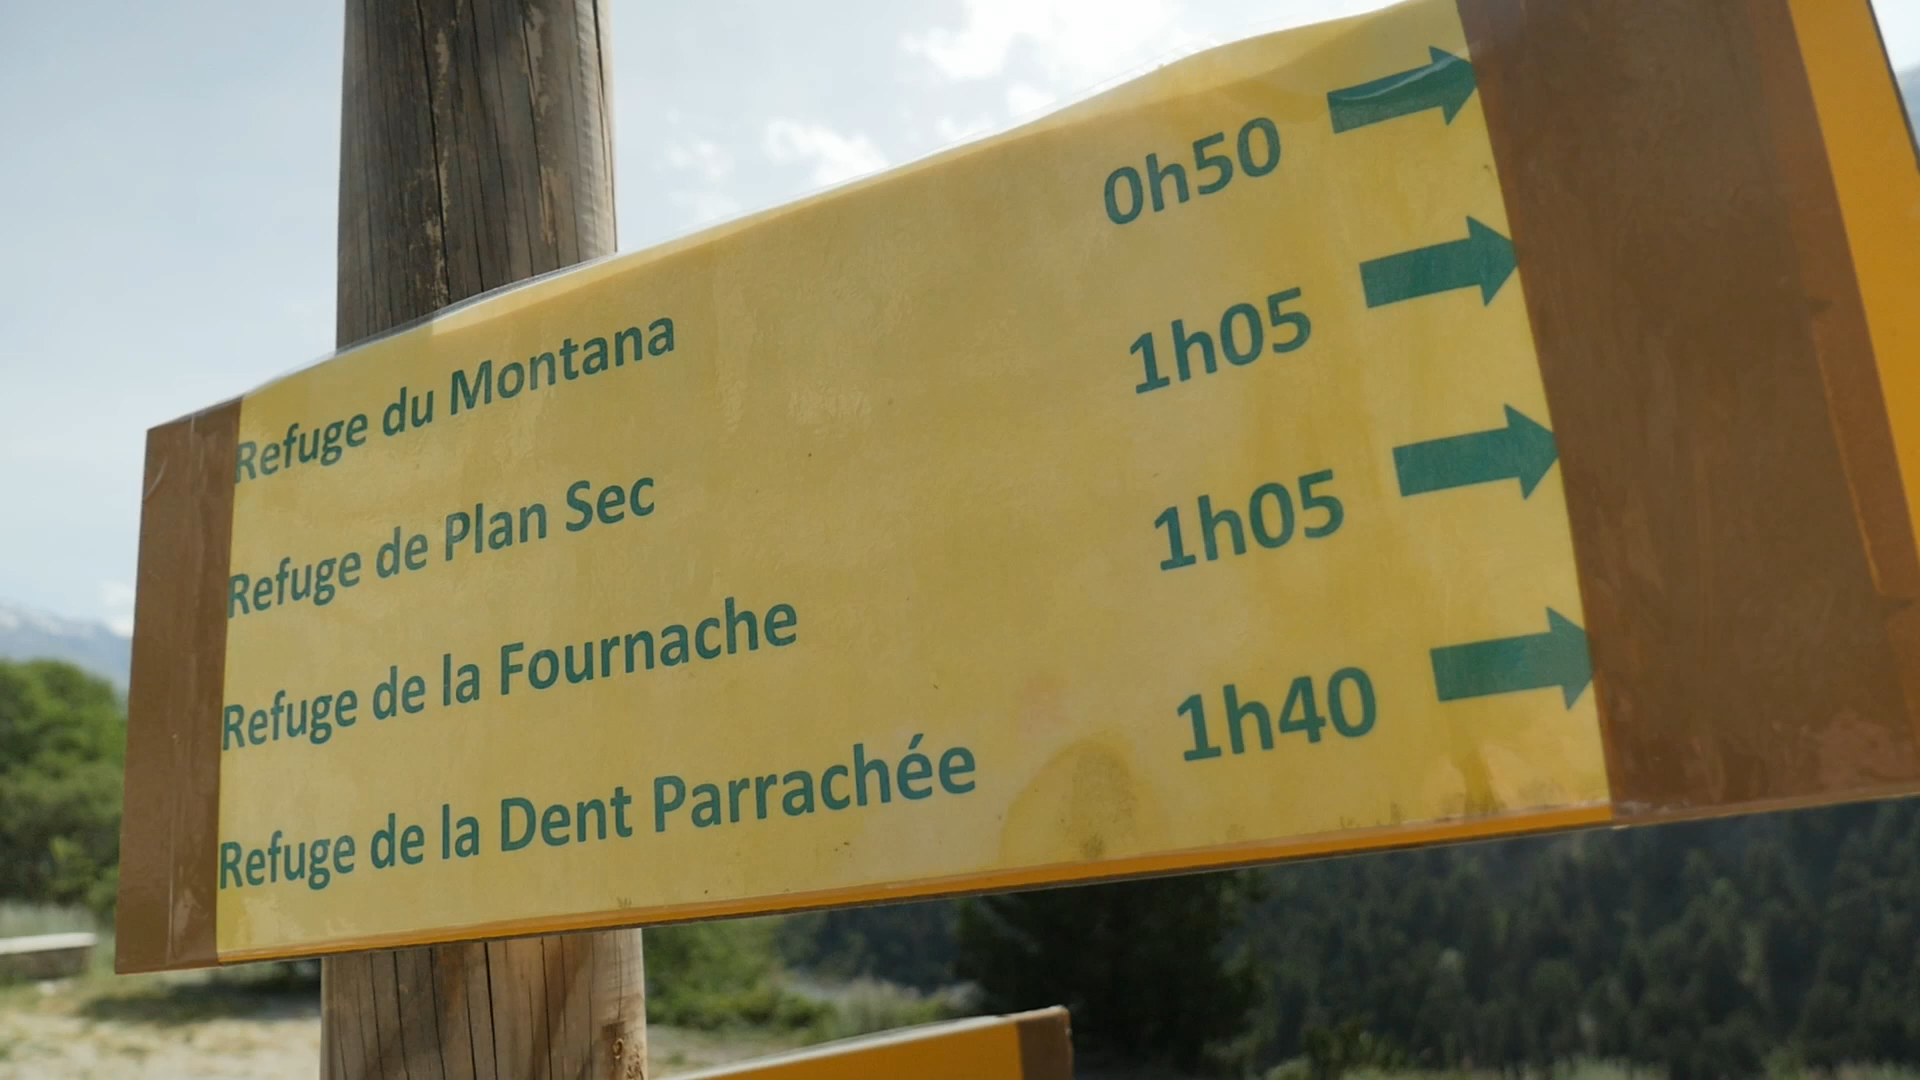 Refuge du Montana 0h50
Refuge de Plan Sec 1h05
Refuge de la Fournache 1h05
Refuge de la Dent Parrachée 1h40